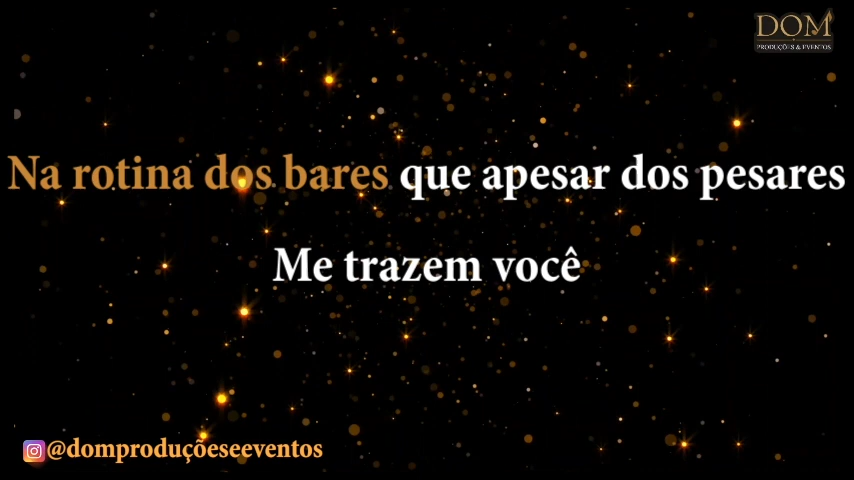 DOM
PRODUÇÕES & EVENTOS
Na rotina dos bares que apesar dos pesares
Me trazem você
@domproduçõeseeventos